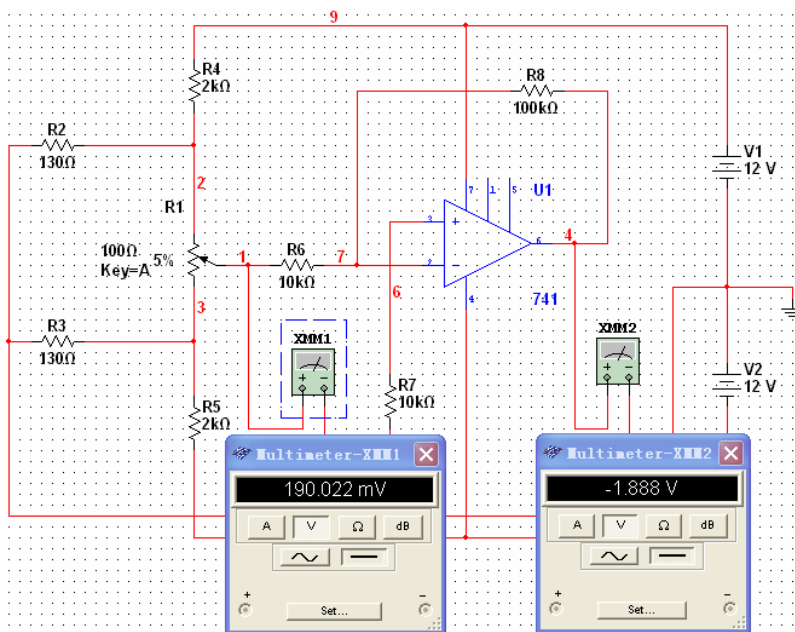 9
R4
2kΩ
R8
100kΩ
R2
130Ω
V1
12 V
2
7 1 5
U1
R1
3
+
100Ω
Key=A
5%
1
R6
10kΩ
7
2
−
6
4
6
4
741
3
R3
130Ω
XMM1
+ −
XMM2
+ −
R7
10kΩ
V2
12 V
R5
2kΩ
Multimeter-XMM1
190.022 mV
A V Ω dB
+ −
Set...
Multimeter-XMM2
-1.888 V
A V Ω dB
+ −
Set...